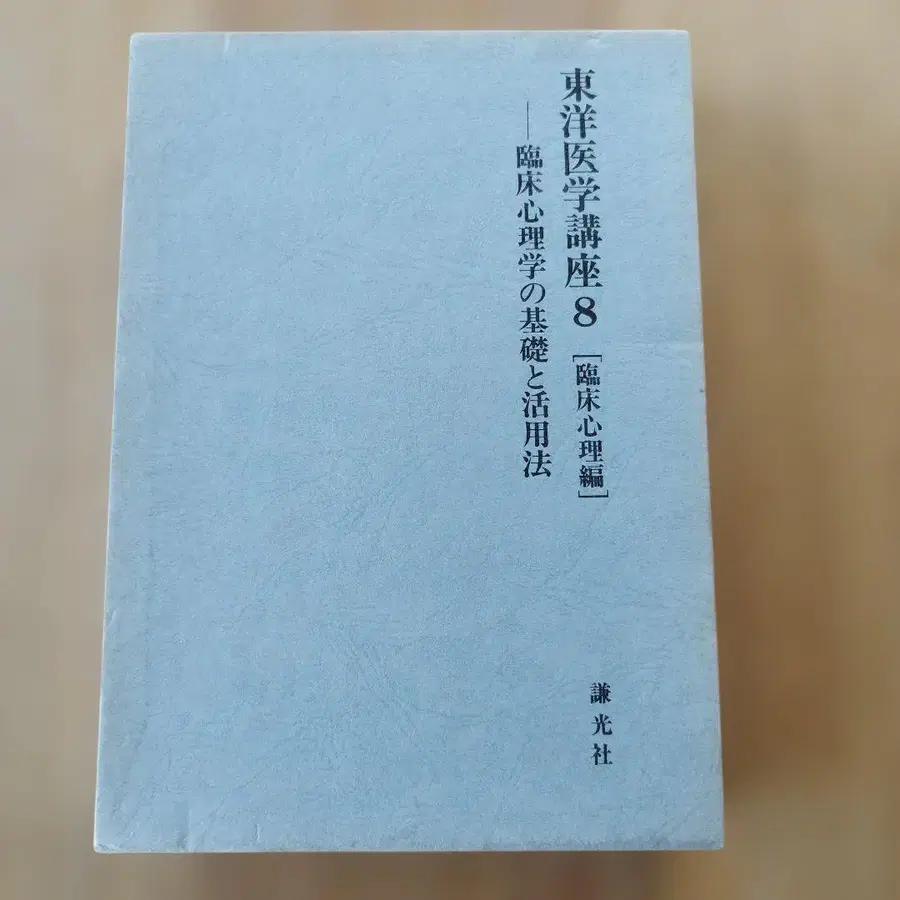 東洋医学講座8 [臨床心理編]
——臨床心理学の基礎と活用法
謙光社